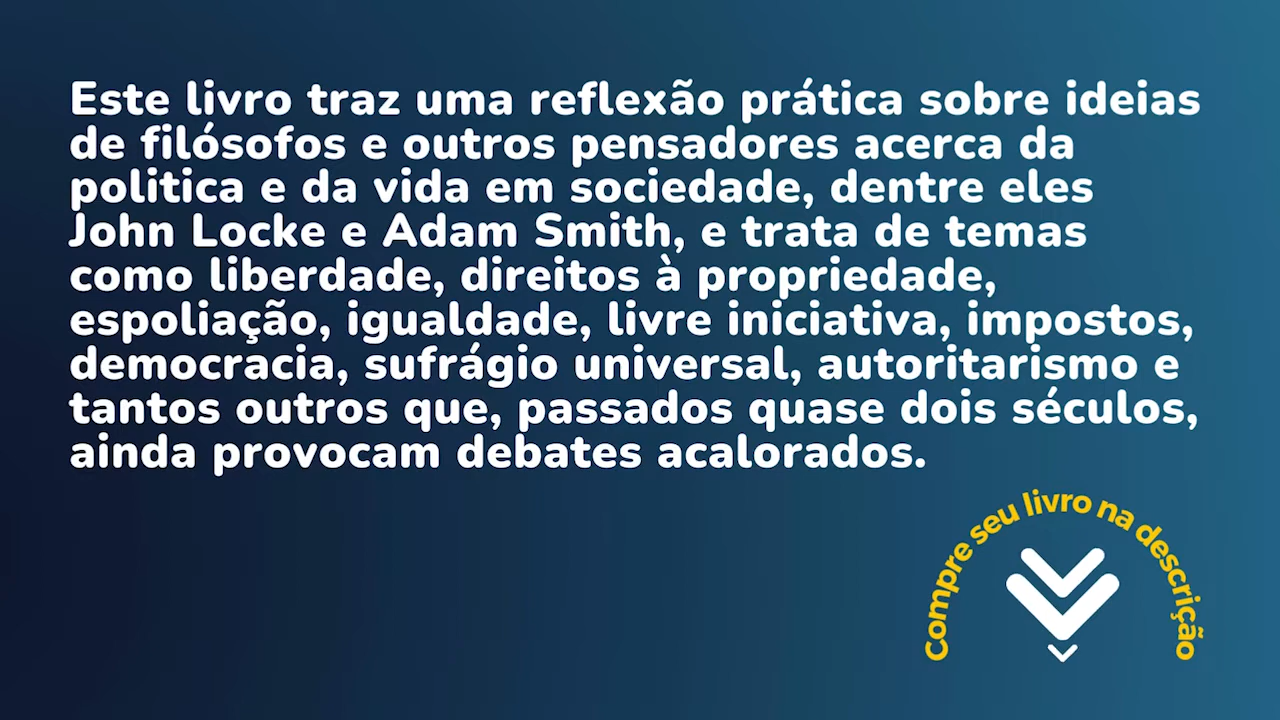 Este livro traz uma reflexão prática sobre ideias
de filósofos e outros pensadores acerca da
politica e da vida em sociedade, dentre eles
John Locke e Adam Smith, e trata de temas
como liberdade, direitos à propriedade,
espoliação, igualdade, livre iniciativa, impostos,
democracia, sufrágio universal, autoritarismo e
tantos outros que, passados quase dois séculos,
ainda provocam debates acalorados.
Compre seu livro na descrição